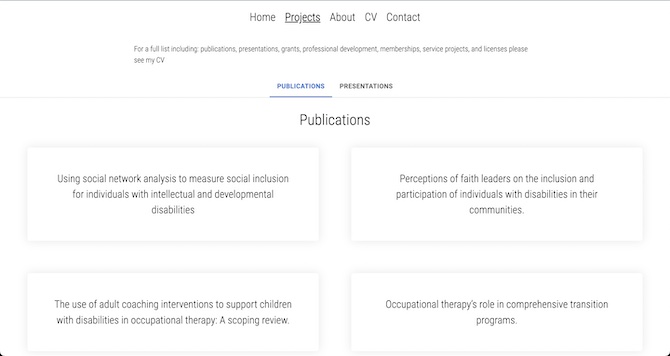 Home Projects About CV Contact
For a full list including: publications, presentations, grants, professional development, memberships, service projects, and licenses please
see my CV
PUBLICATIONS PRESENTATIONS
Publications
Using social network analysis to measure social inclusion
for individuals with intellectual and developmental
disabilities
Perceptions of faith leaders on the inclusion and
participation of individuals with disabilities in their
communities.
The use of adult coaching interventions to support children
with disabilities in occupational therapy: A scoping review.
Occupational therapy's role in comprehensive transition
programs.